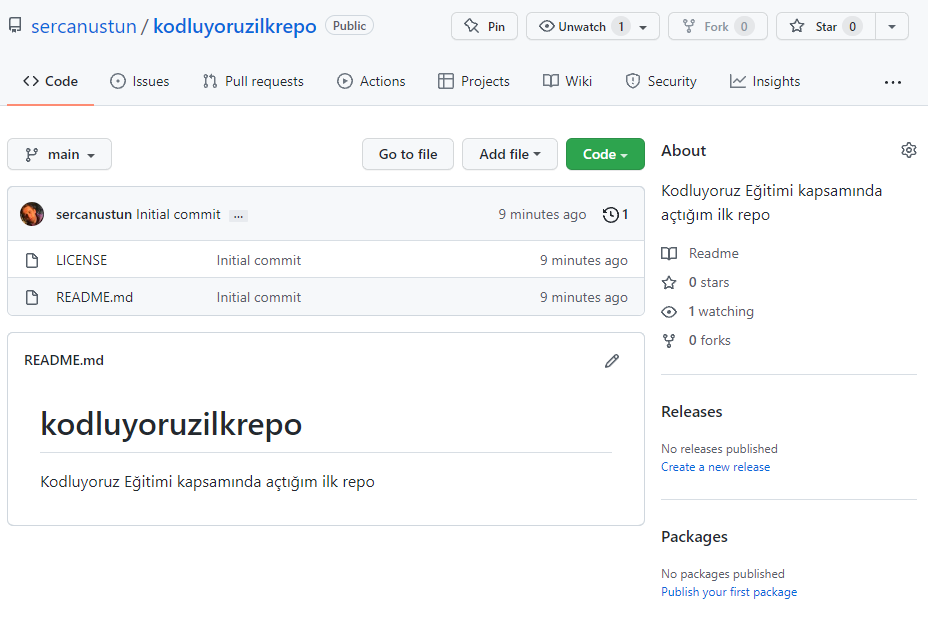 sercanustun / kodluyoruzilkrepo Public
Pin
Unwatch 1
Fork 0
Star 0
Code
Issues
Pull requests
Actions
Projects
Wiki
Security
Insights
...
main
Go to file
Add file
Code
sercanustun Initial commit ...
9 minutes ago
1
LICENSE
Initial commit
9 minutes ago
README.md
Initial commit
9 minutes ago
README.md
kodluyoruzilkrepo
Kodluyoruz Eğitimi kapsamında açtığım ilk repo
About
Kodluyoruz Eğitimi kapsamında
açtığım ilk repo
Readme
0 stars
1 watching
0 forks
Releases
No releases published
Create a new release
Packages
No packages published
Publish your first package